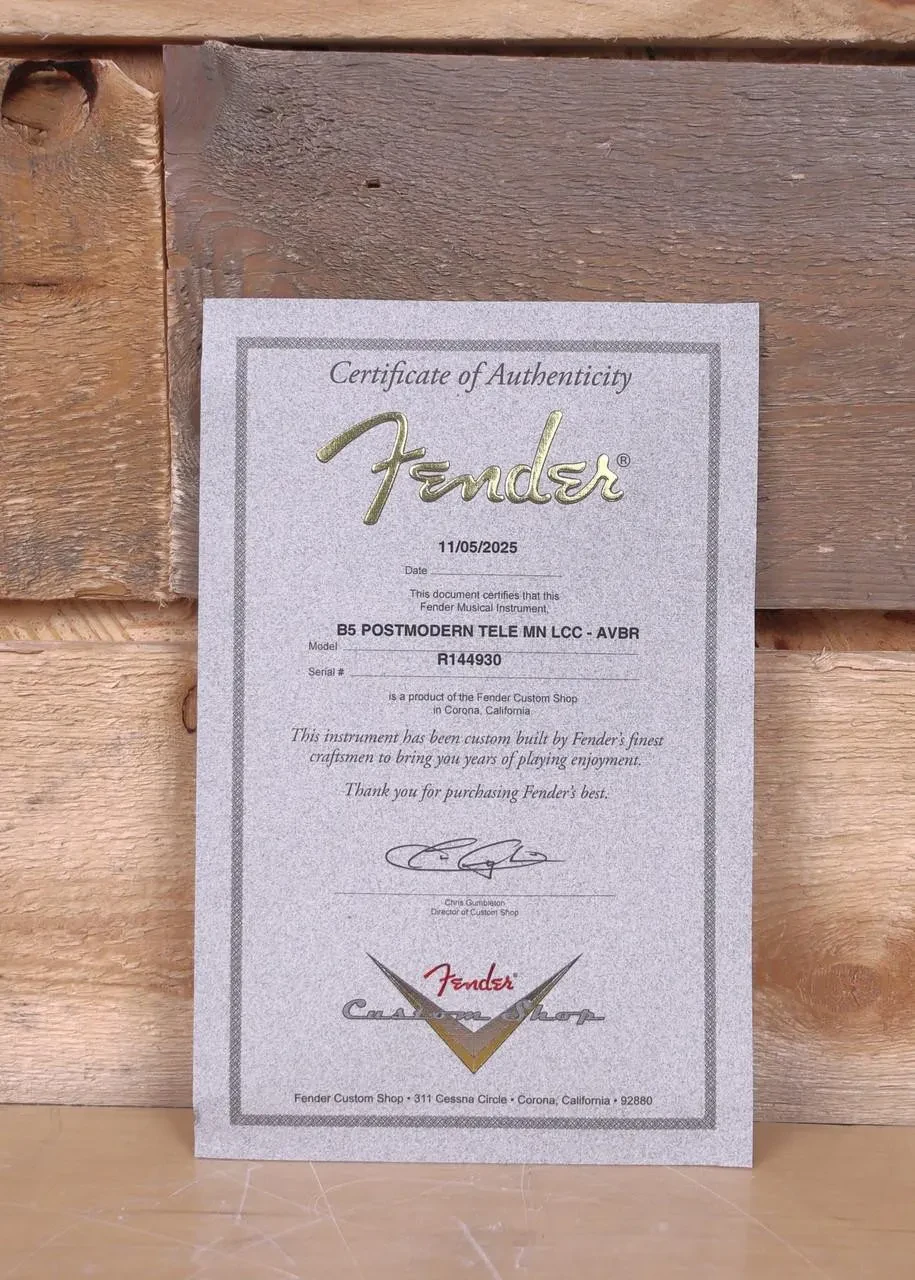 Certificate of Authenticity
Fender®
11/05/2025
Date
This document certifies that this
Fender Musical Instrument,
B5 POSTMODERN TELE MN LCC - AVBR
Model
R144930
Serial #
is a product of the Fender Custom Shop
in Corona, California.
This instrument has been custom built by Fender's finest
craftsmen to bring you years of playing enjoyment.
Thank you for purchasing Fender's best.
Chris Gumbleton
Director of Custom Shop
Fender®
Custom Shop
Fender Custom Shop • 311 Cessna Circle • Corona, California • 92880